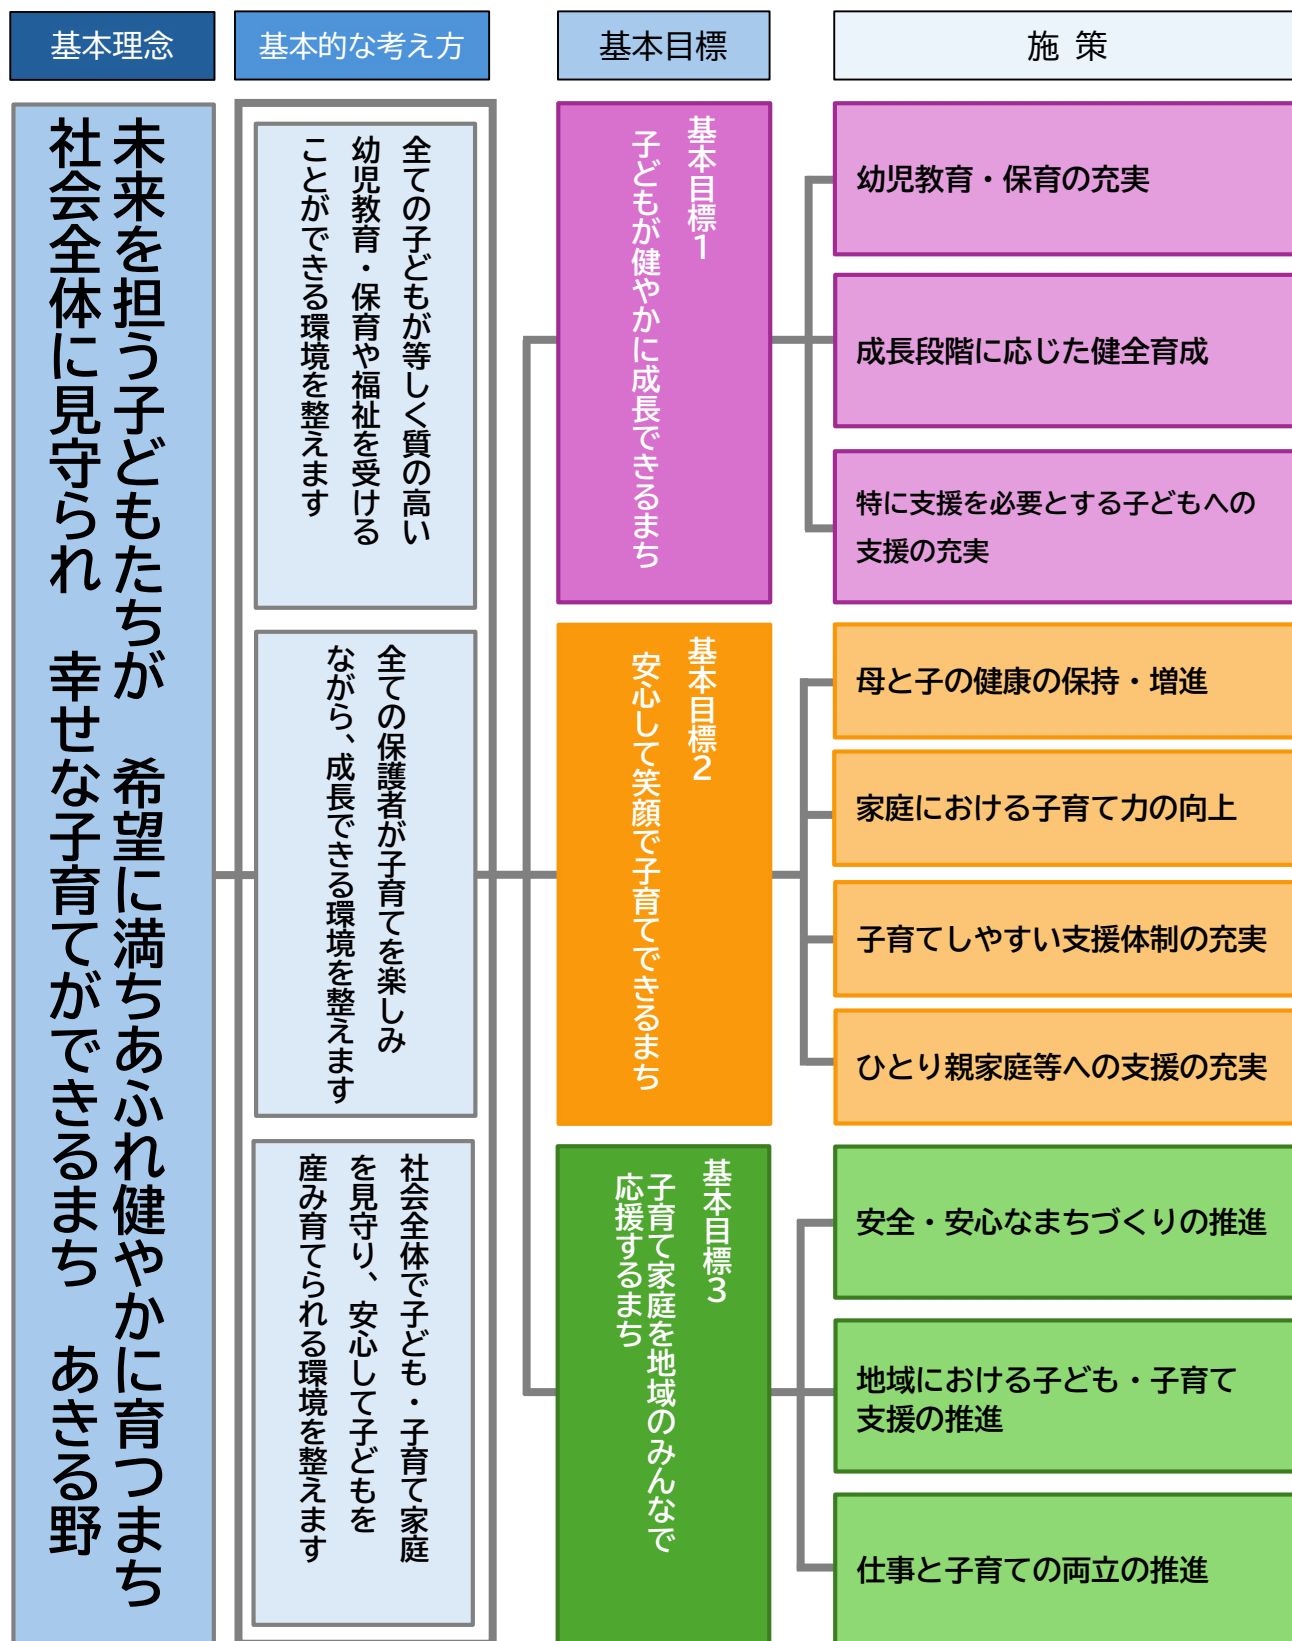 基本理念
基本的な考え方
基本目標
施 策
未来を担う子どもたちが　希望に満ちあふれ健やかに育つまち
社会全体に見守られ　幸せな子育てができるまち　あきる野
全ての子どもが等しく質の高い
幼児教育・保育や福祉を受ける
ことができる環境を整えます
全ての保護者が子育てを楽しみ
ながら、成長できる環境を整えます
社会全体で子ども・子育て家庭
を見守り、安心して子どもを
産み育てられる環境を整えます
基本目標１
子どもが健やかに成長できるまち
幼児教育・保育の充実
成長段階に応じた健全育成
特に支援を必要とする子どもへの
支援の充実
基本目標２
安心して笑顔で子育てできるまち
母と子の健康の保持・増進
家庭における子育て力の向上
子育てしやすい支援体制の充実
ひとり親家庭等への支援の充実
基本目標３
子育て家庭を地域のみんなで
応援するまち
安全・安心なまちづくりの推進
地域における子ども・子育て
支援の推進
仕事と子育ての両立の推進